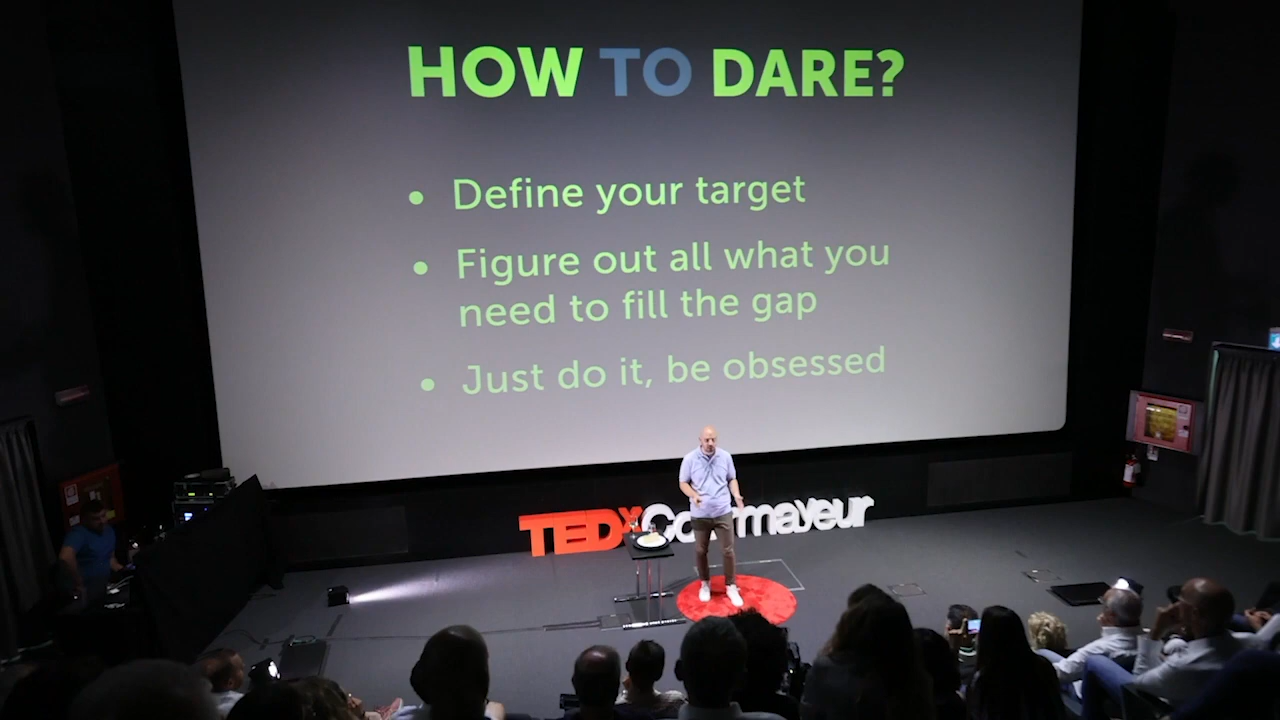 HOW TO DARE?
• Define your target
• Figure out all what you
need to fill the gap
• Just do it, be obsessed
TEDxCourmayeur